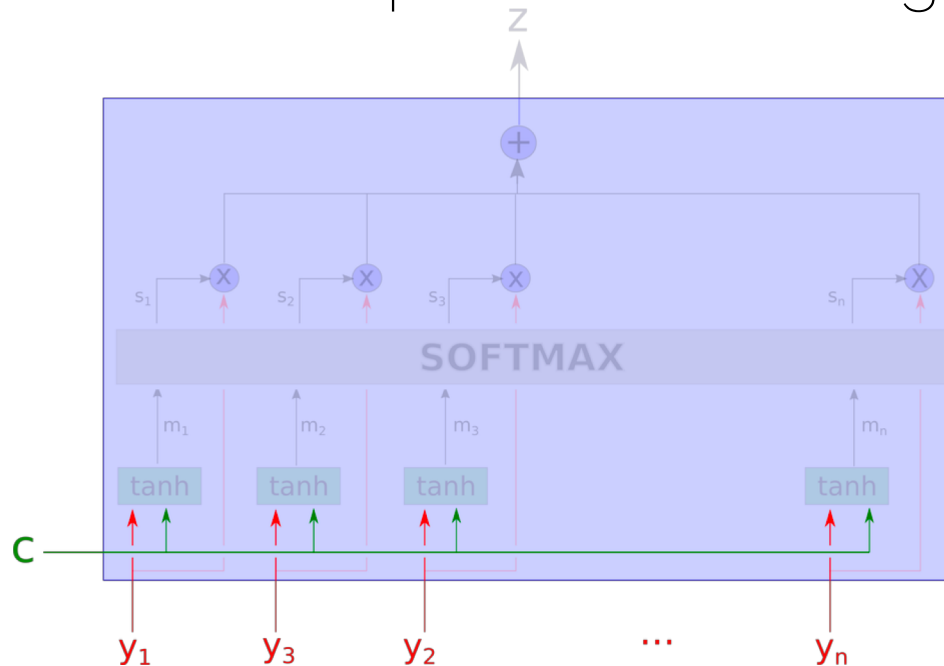 Z
+
X X X X
s1 s2 s3 sn
SOFTMAX
m1 m2 m3 mn
tanh tanh tanh tanh
C
y1 y3 y2 ... yn